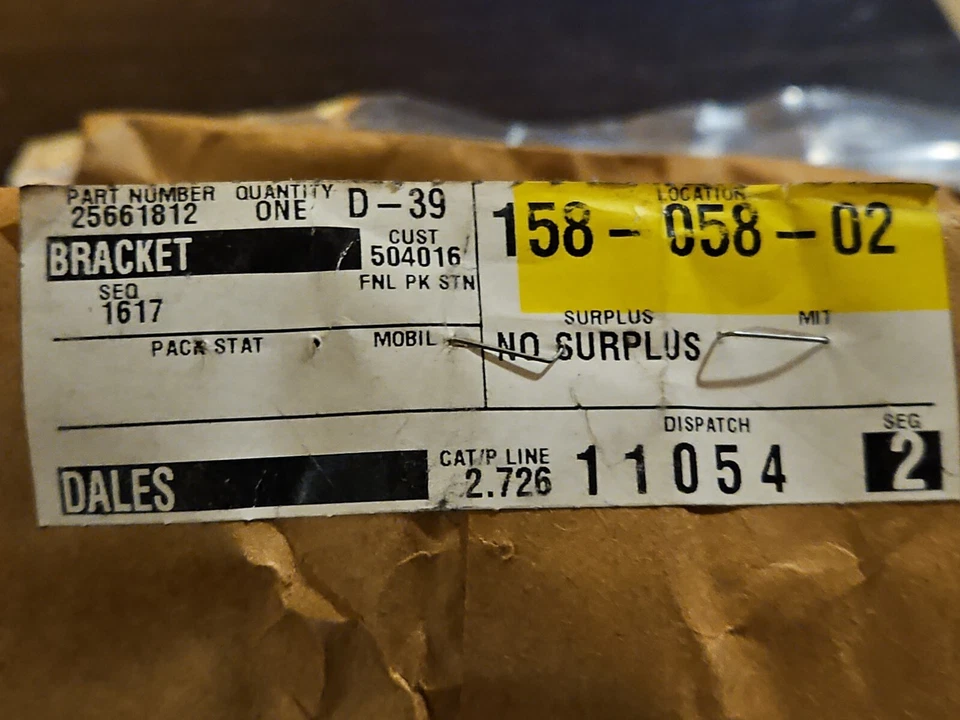 PART NUMBER QUANTITY D-39
25661812 ONE
BRACKET
CUST
504016
FNL PK STN
SEQ
1617
LOCATION
158-058-02
PACK STAT MOBIL
SURPLUS MIT
NO SURPLUS
DALES
CAT/P LINE
2.726
DISPATCH
11054
SEG
2